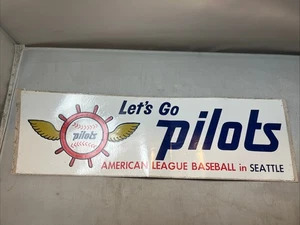 Let's Go
pilots
pilots
AMERICAN LEAGUE BASEBALL in SEATTLE